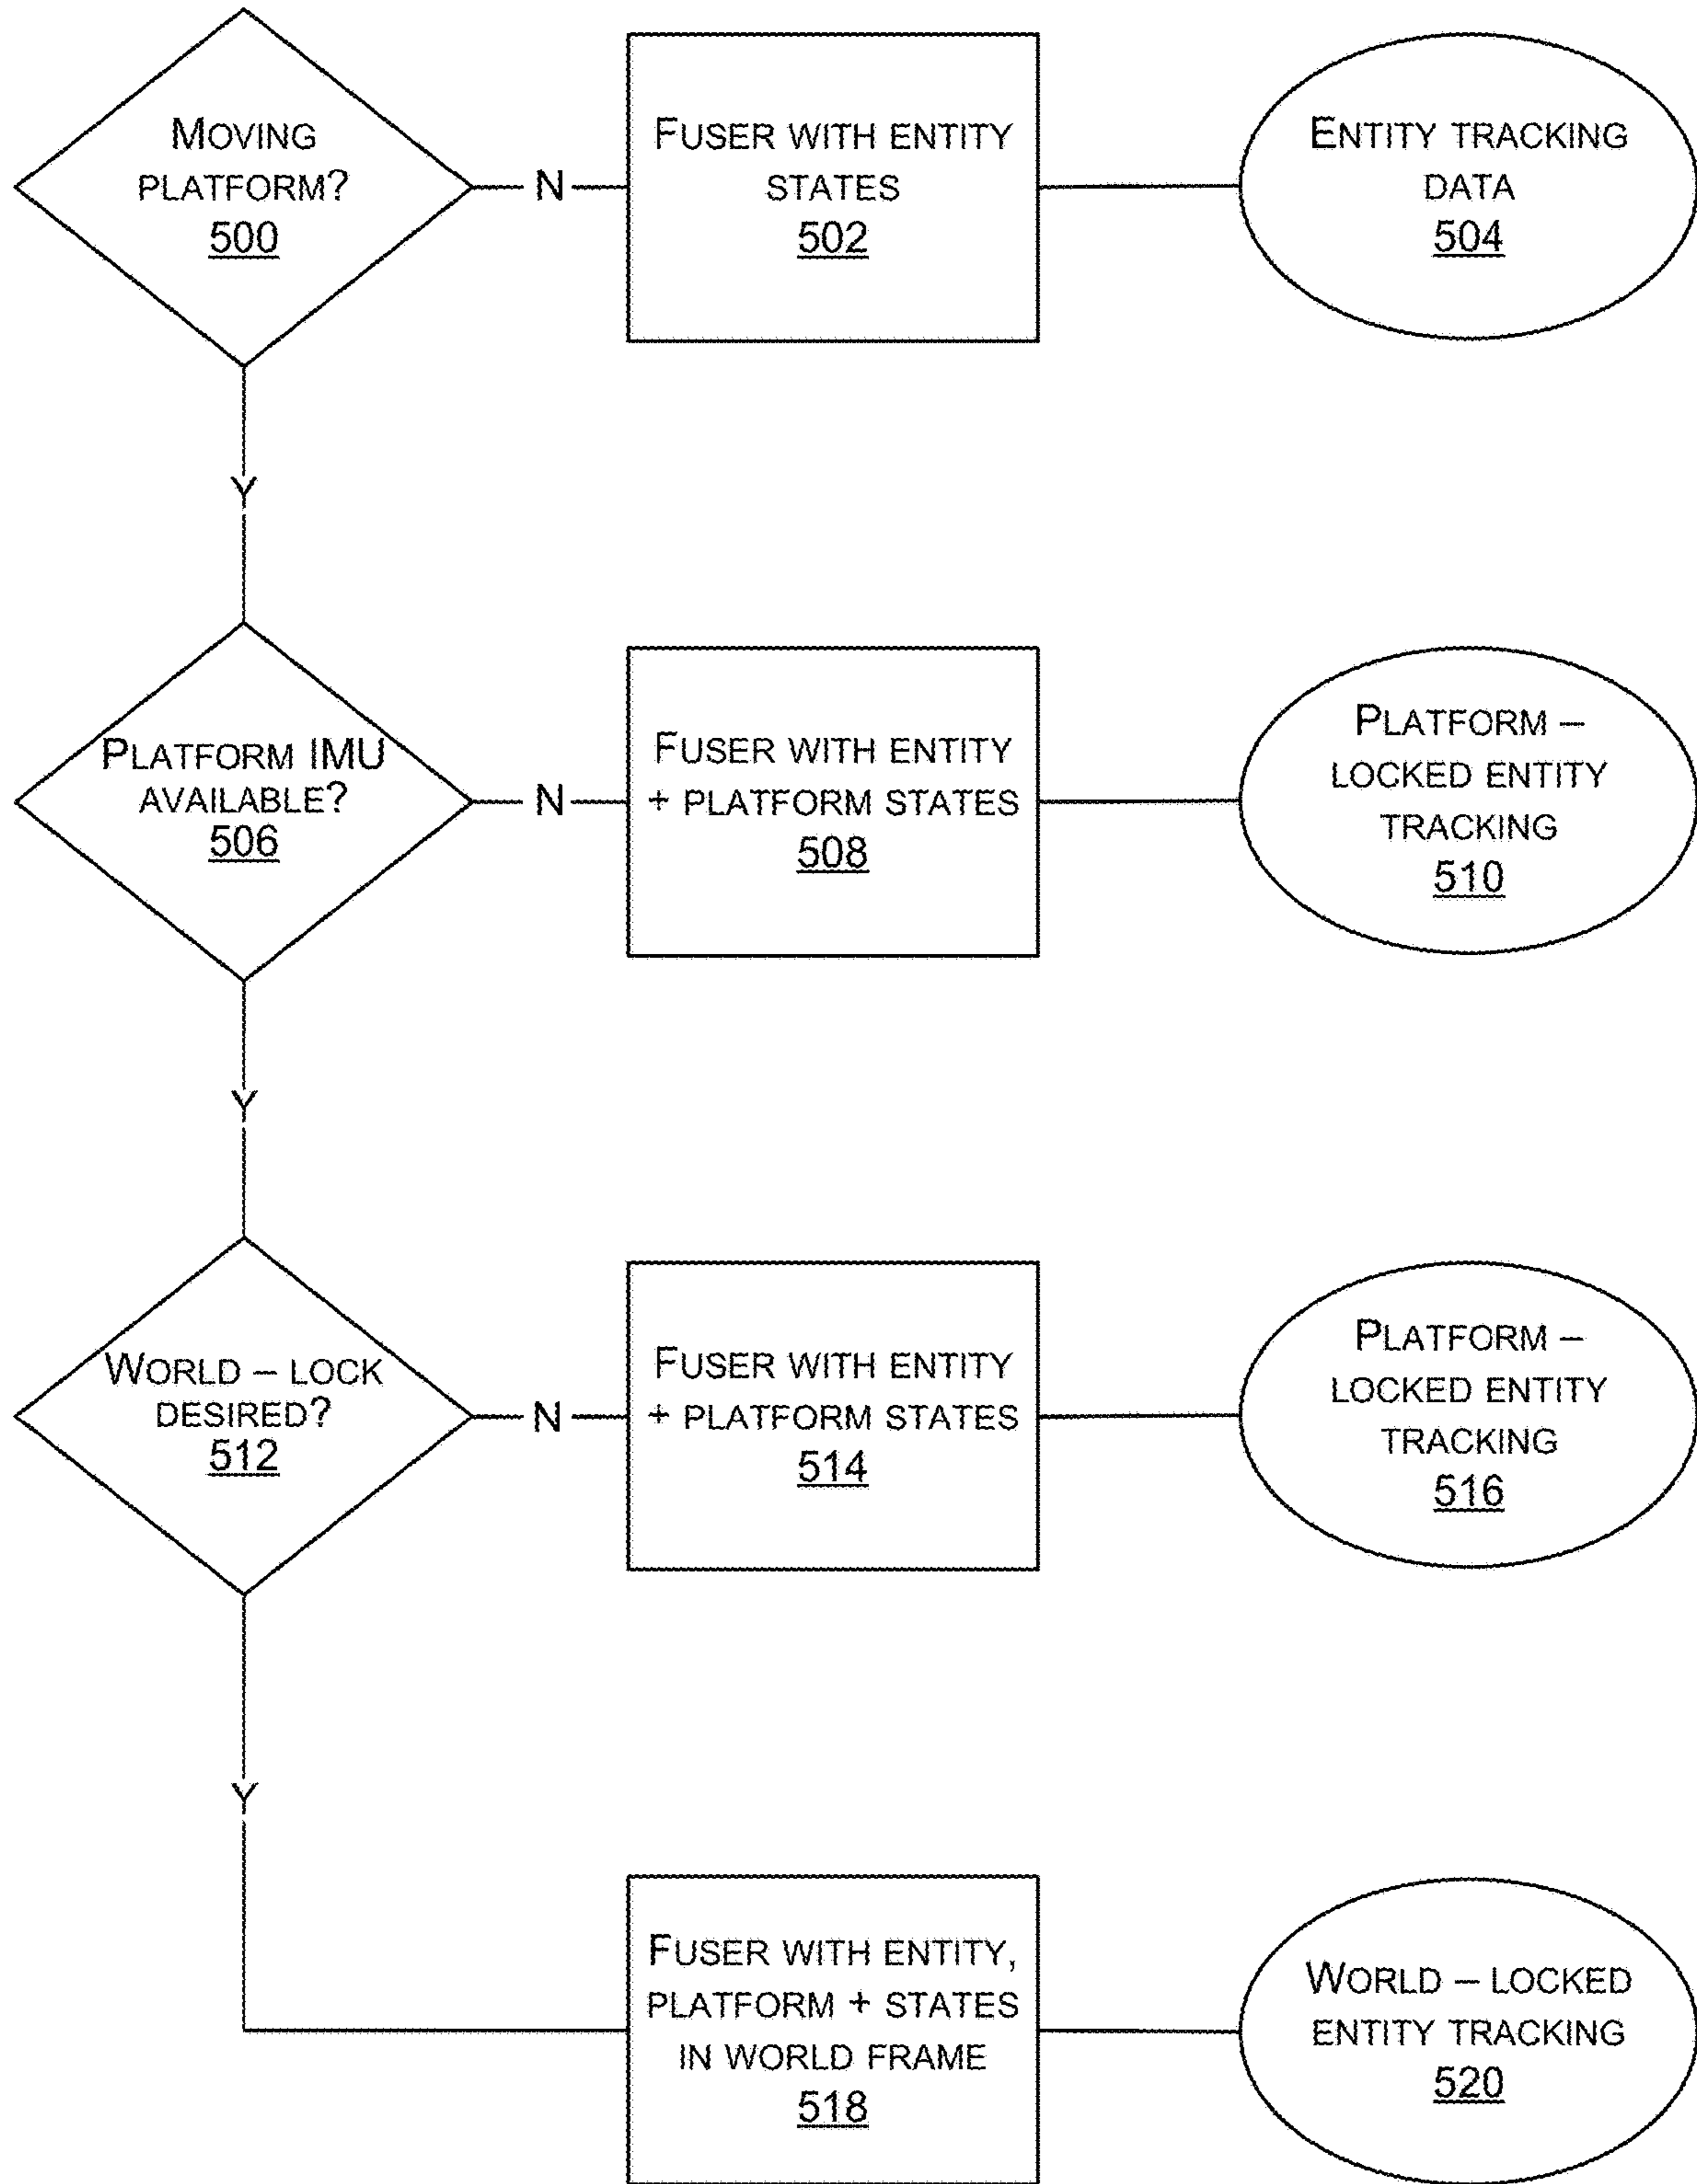 MOVING
PLATFORM?
500
N
FUSER WITH ENTITY
STATES
502
ENTITY TRACKING
DATA
504
Y
PLATFORM IMU
AVAILABLE?
506
N
FUSER WITH ENTITY
+ PLATFORM STATES
508
PLATFORM –
LOCKED ENTITY
TRACKING
510
Y
WORLD – LOCK
DESIRED?
512
N
FUSER WITH ENTITY
+ PLATFORM STATES
514
PLATFORM –
LOCKED ENTITY
TRACKING
516
Y
FUSER WITH ENTITY,
PLATFORM + STATES
IN WORLD FRAME
518
WORLD – LOCKED
ENTITY TRACKING
520